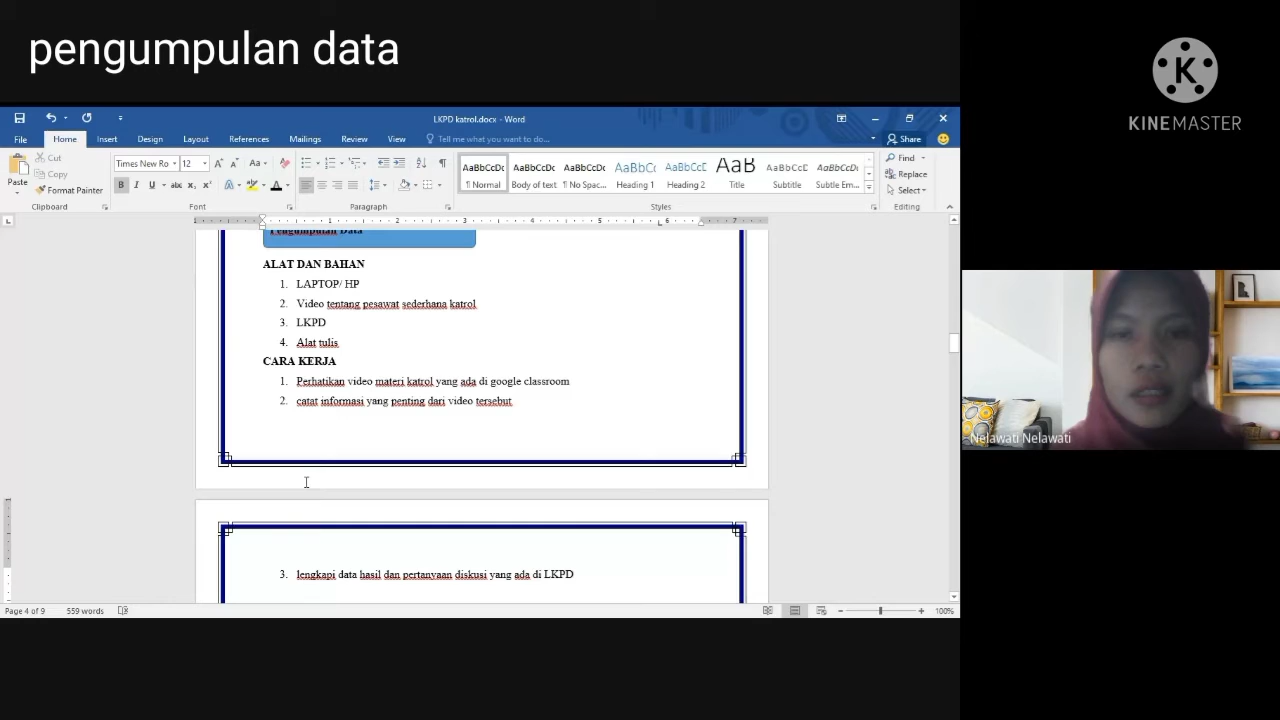 pengumpulan data
K
KINEMASTER
LKPD katrol.docx - Word
File Home Insert Design Layout References Mailings Review View Tell me what you want to do... Share
Paste
Cut
Copy
Format Painter
Clipboard
Times New Ro 12
Font
Paragraph
AaBbCcDc AaBbCcDc AaBbCcDc AaBbCc AaBbCcE AaB AaBbCcD AaBbCcDt
¶ Normal Body of text ¶ No Spac... Heading 1 Heading 2 Title Subtitle Subtle Em...
Styles
Find
Replace
Select
Editing
Pengumpulan Data
ALAT DAN BAHAN
1. LAPTOP/ HP
2. Video tentang pesawat sederhana katrol
3. LKPD
4. Alat tulis
CARA KERJA
1. Perhatikan video materi katrol yang ada di google classroom
2. catat informasi yang penting dari video tersebut
3. lengkapi data hasil dan pertanyaan diskusi yang ada di LKPD
Page 4 of 9 559 words 100%
Nelawati Nelawati